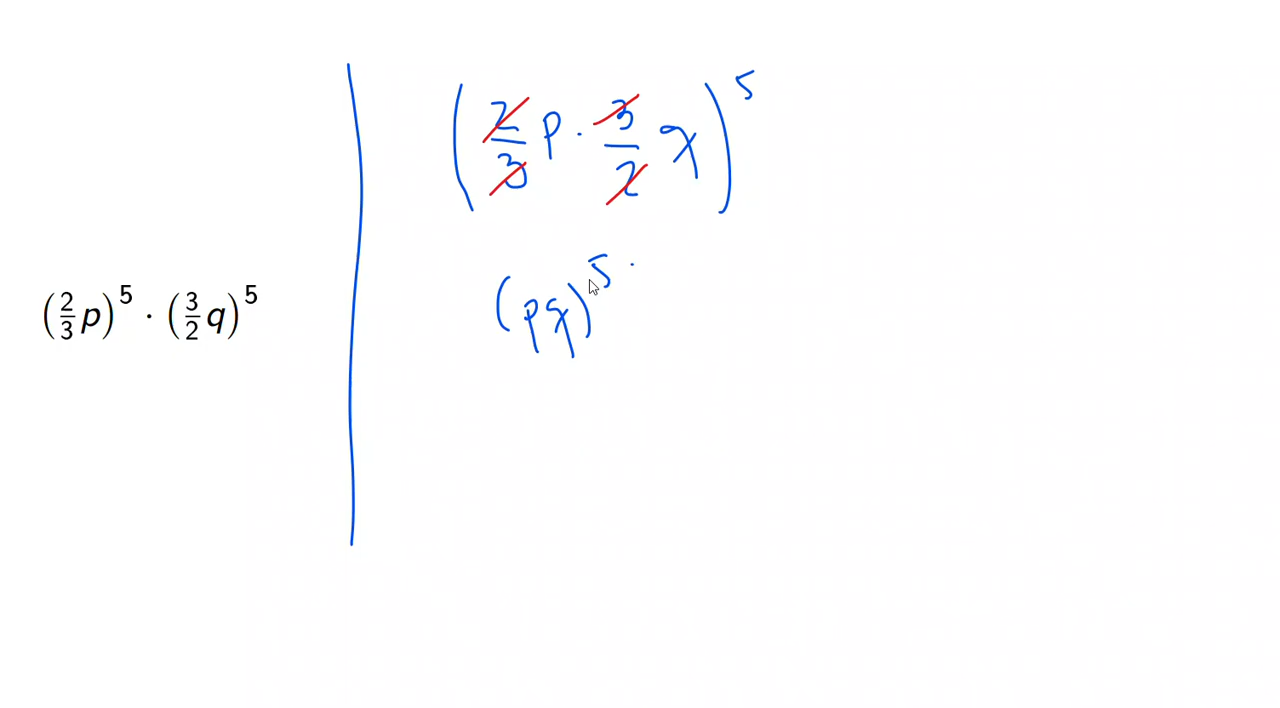 (2/3 p)^5 · (3/2 q)^5
(2/3 p · 3/2 q)^5
(pq)^5 ·